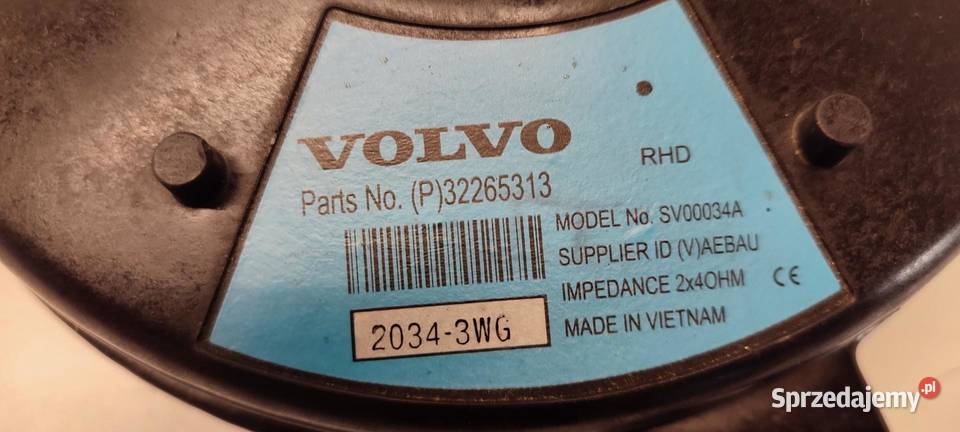 VOLVO
RHD
Parts No. (P)32265313
MODEL No. SV00034A
SUPPLIER ID (V)AEBAU
IMPEDANCE 2x4OHM CE
MADE IN VIETNAM
2034-3WG
Sprzedajemy.pl